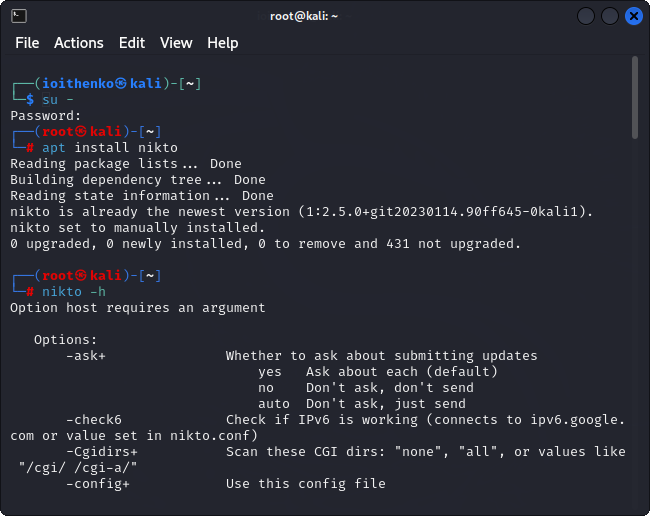 root@kali: ~
File Actions Edit View Help
┌──(ioithenko㉿kali)-[~]
└─$ su -
Password:
┌──(root㉿kali)-[~]
└─# apt install nikto
Reading package lists... Done
Building dependency tree... Done
Reading state information... Done
nikto is already the newest version (1:2.5.0+git20230114.90ff645-0kali1).
nikto set to manually installed.
0 upgraded, 0 newly installed, 0 to remove and 431 not upgraded.
┌──(root㉿kali)-[~]
└─# nikto -h
Option host requires an argument
Options:
-ask+ Whether to ask about submitting updates
yes Ask about each (default)
no Don't ask, don't send
auto Don't ask, just send
-check6 Check if IPv6 is working (connects to ipv6.google.
com or value set in nikto.conf)
-Cgidirs+ Scan these CGI dirs: "none", "all", or values like
"/cgi/ /cgi-a/"
-config+ Use this config file